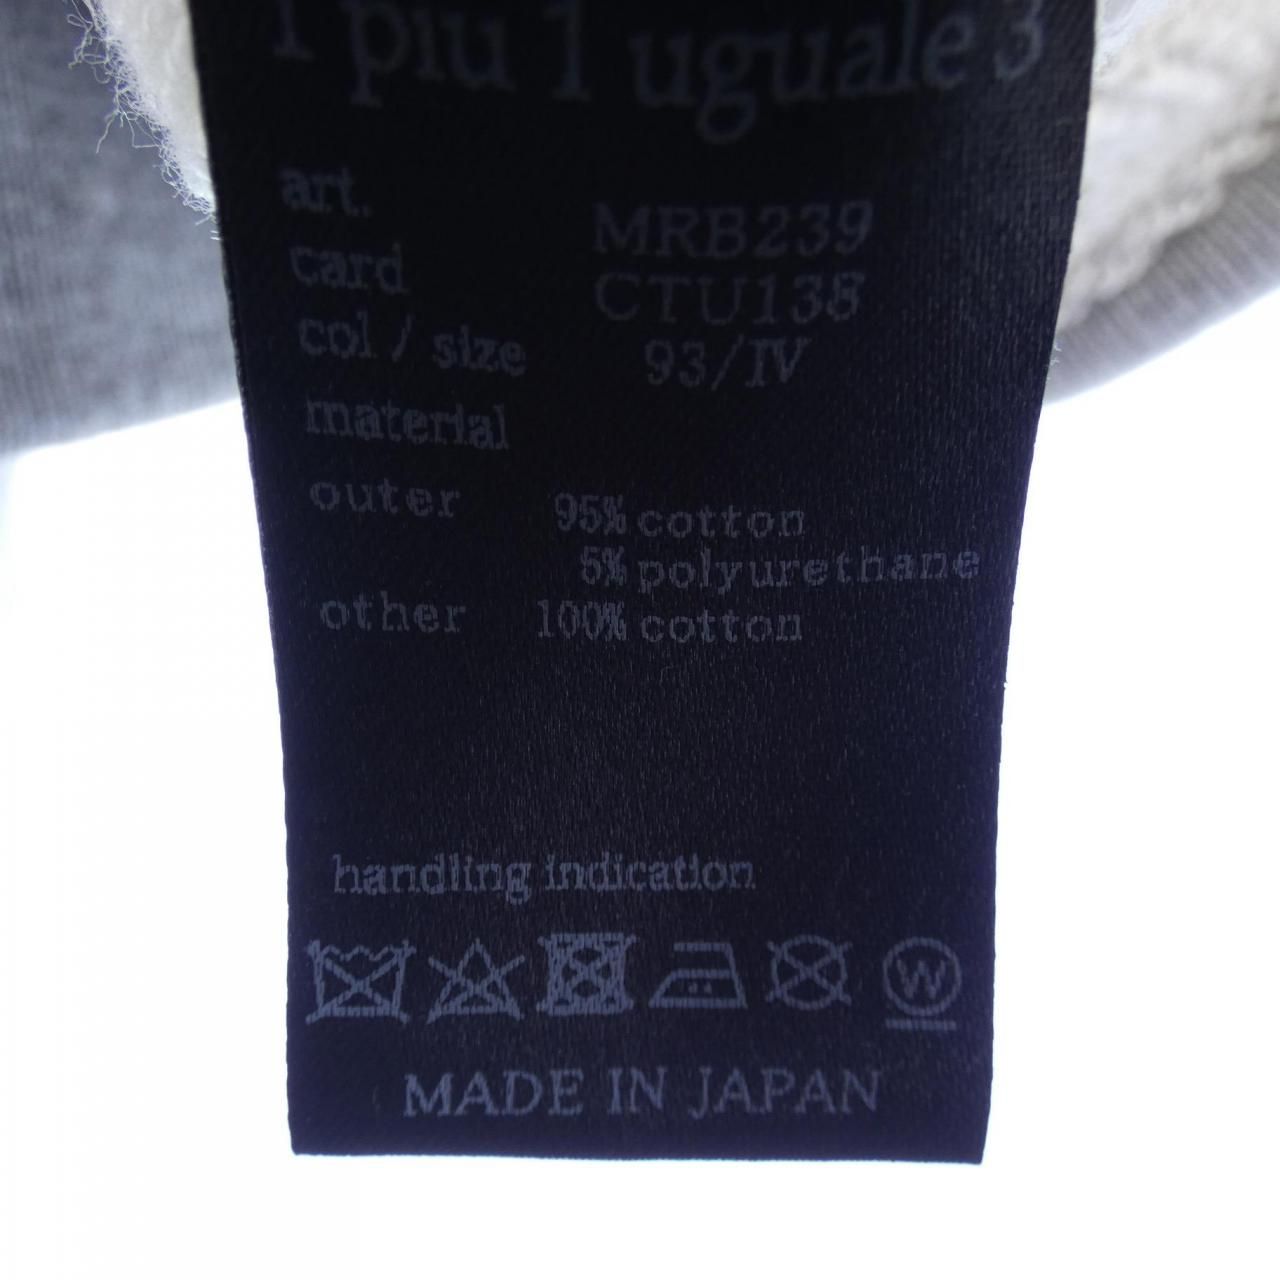 1 piu 1 uguale 3
art. MRB239
card CTU138
col / size 93/IV
material
outer 95% cotton
5% polyurethane
other 100% cotton
handling indication
W
MADE IN JAPAN